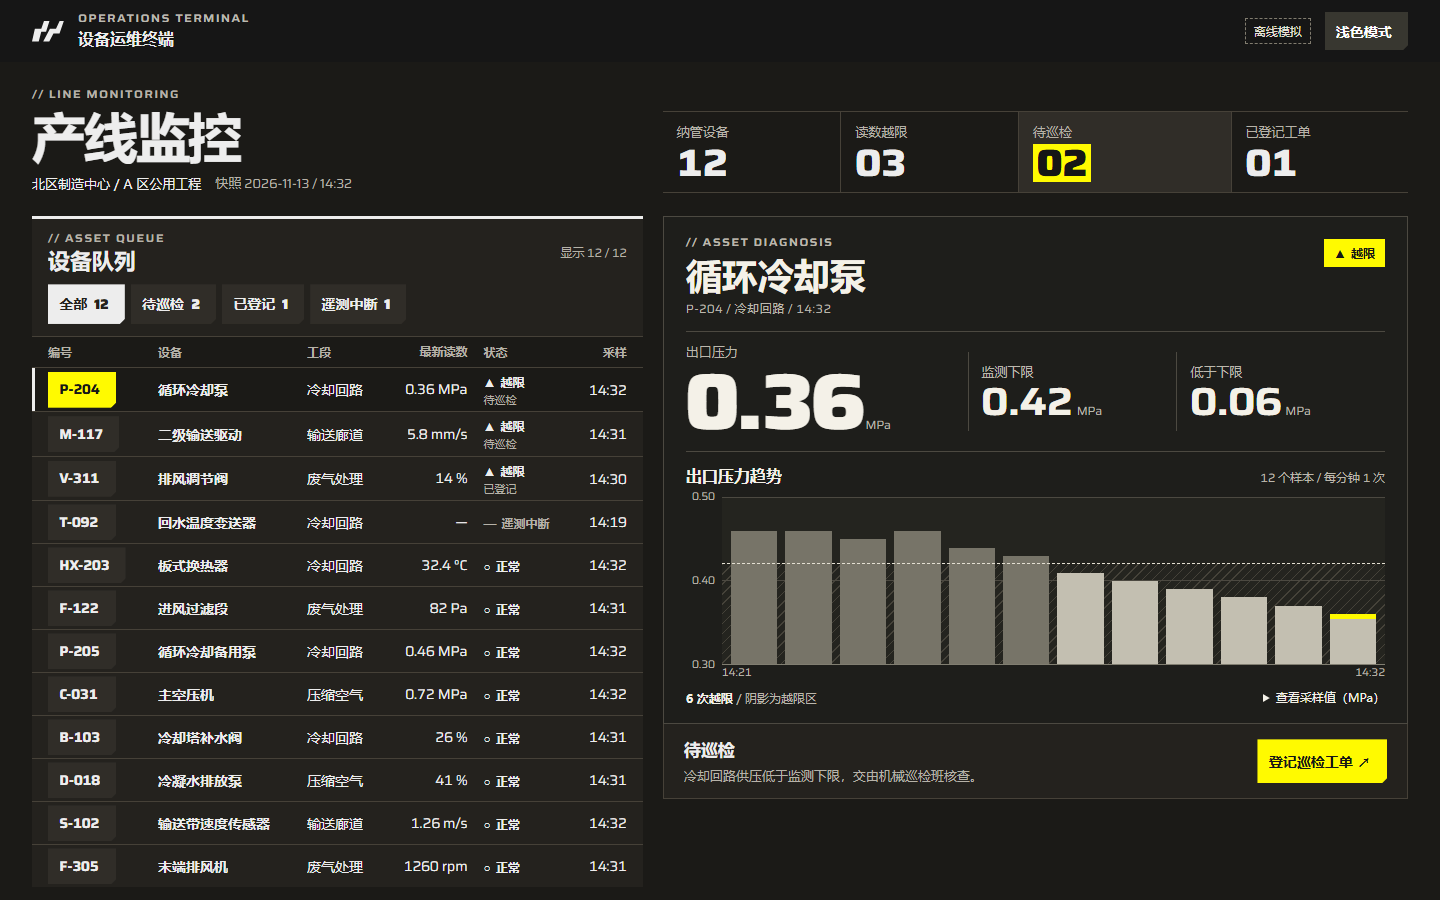 OPERATIONS TERMINAL
设备运维终端
离线模拟
浅色模式
// LINE MONITORING
产线监控
北区制造中心 / A 区公用工程 快照 2026-11-13 / 14:32
纳管设备
12
读数越限
03
待巡检
02
已登记工单
01
// ASSET QUEUE
设备队列
显示 12 / 12
全部 12
待巡检 2
已登记 1
遥测中断 1
编号 设备 工段 最新读数 状态 采样
P-204 循环冷却泵 冷却回路 0.36 MPa ▲ 越限 待巡检 14:32
M-117 二级输送驱动 输送廊道 5.8 mm/s ▲ 越限 待巡检 14:31
V-311 排风调节阀 废气处理 14 % ▲ 越限 已登记 14:30
T-092 回水温度变送器 冷却回路 — — 遥测中断 14:19
HX-203 板式换热器 冷却回路 32.4 °C ○ 正常 14:32
F-122 进风过滤段 废气处理 82 Pa ○ 正常 14:31
P-205 循环冷却备用泵 冷却回路 0.46 MPa ○ 正常 14:32
C-031 主空压机 压缩空气 0.72 MPa ○ 正常 14:32
B-103 冷却塔补水阀 冷却回路 26 % ○ 正常 14:31
D-018 冷凝水排放泵 压缩空气 41 % ○ 正常 14:31
S-102 输送带速度传感器 输送廊道 1.26 m/s ○ 正常 14:32
F-305 末端排风机 废气处理 1260 rpm ○ 正常 14:31
// ASSET DIAGNOSIS
循环冷却泵
P-204 / 冷却回路 / 14:32
▲ 越限
出口压力
0.36 MPa
监测下限
0.42 MPa
低于下限
0.06 MPa
出口压力趋势
12 个样本 / 每分钟 1 次
0.50
0.40
0.30
14:21
14:32
6 次越限 / 阴影为越限区
▶ 查看采样值（MPa）
待巡检
冷却回路供压低于监测下限，交由机械巡检班核查。
登记巡检工单 ↗